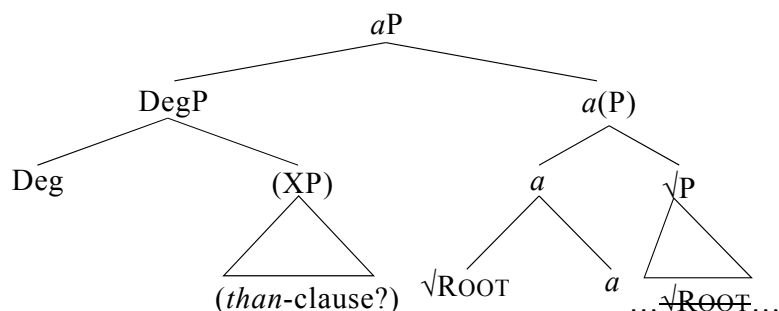 aP
DegP a(P)
Deg (XP) a √P
(than-clause?) √ROOT a …√ROOT…